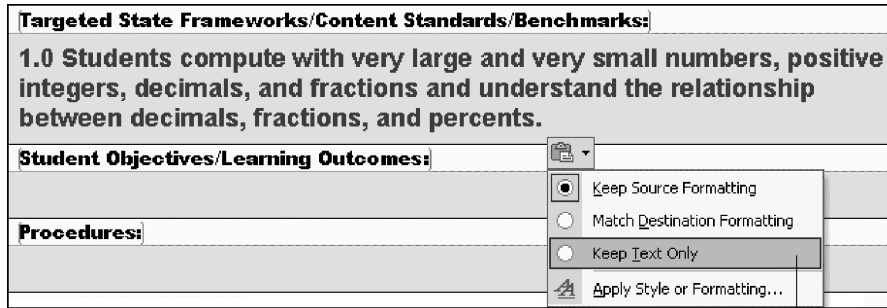 Targeted State Frameworks/Content Standards/Benchmarks:
1.0 Students compute with very large and very small numbers, positive
integers, decimals, and fractions and understand the relationship
between decimals, fractions, and percents.
Student Objectives/Learning Outcomes:
Keep Source Formatting
Match Destination Formatting
Procedures:
Keep Text Only
Apply Style or Formatting...